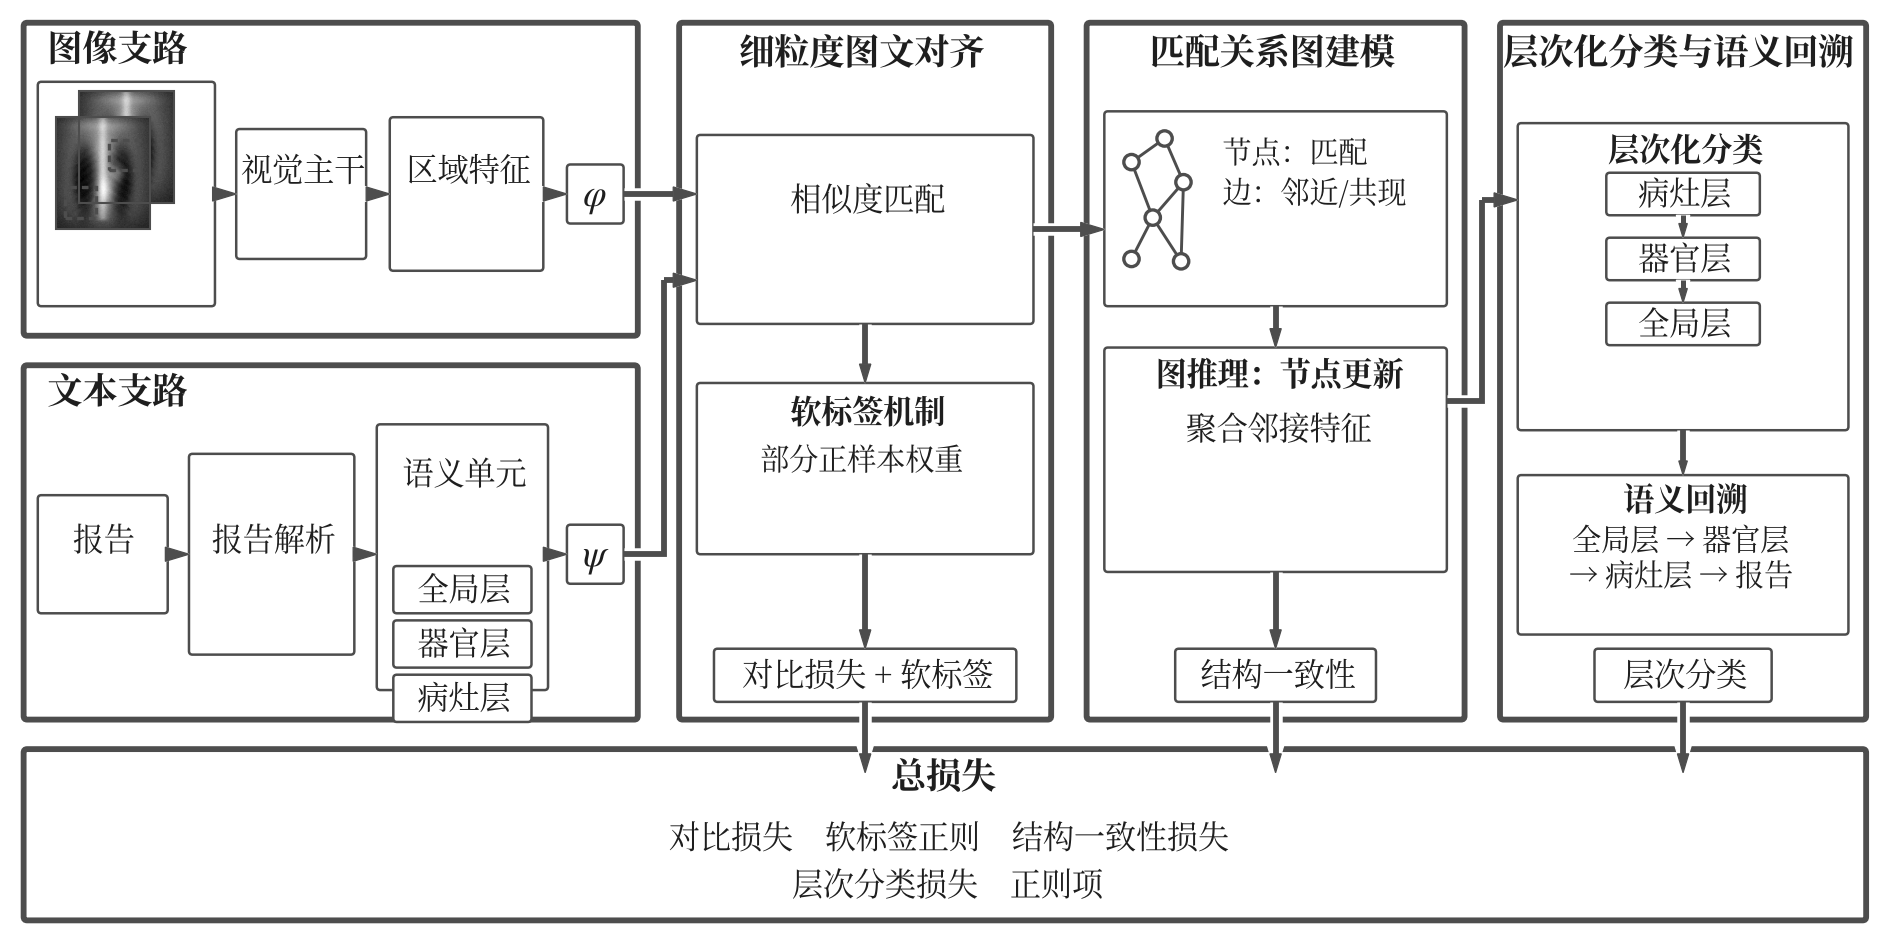 图像支路
视觉主干
区域特征
φ
文本支路
报告
报告解析
语义单元
全局层
器官层
病灶层
ψ
细粒度图文对齐
相似度匹配
软标签机制
部分正样本权重
对比损失 + 软标签
匹配关系图建模
节点：匹配
边：邻近/共现
图推理：节点更新
聚合邻接特征
结构一致性
层次化分类与语义回溯
层次化分类
病灶层
器官层
全局层
语义回溯
全局层 → 器官层
→ 病灶层 → 报告
层次分类
总损失
对比损失 软标签正则 结构一致性损失
层次分类损失 正则项